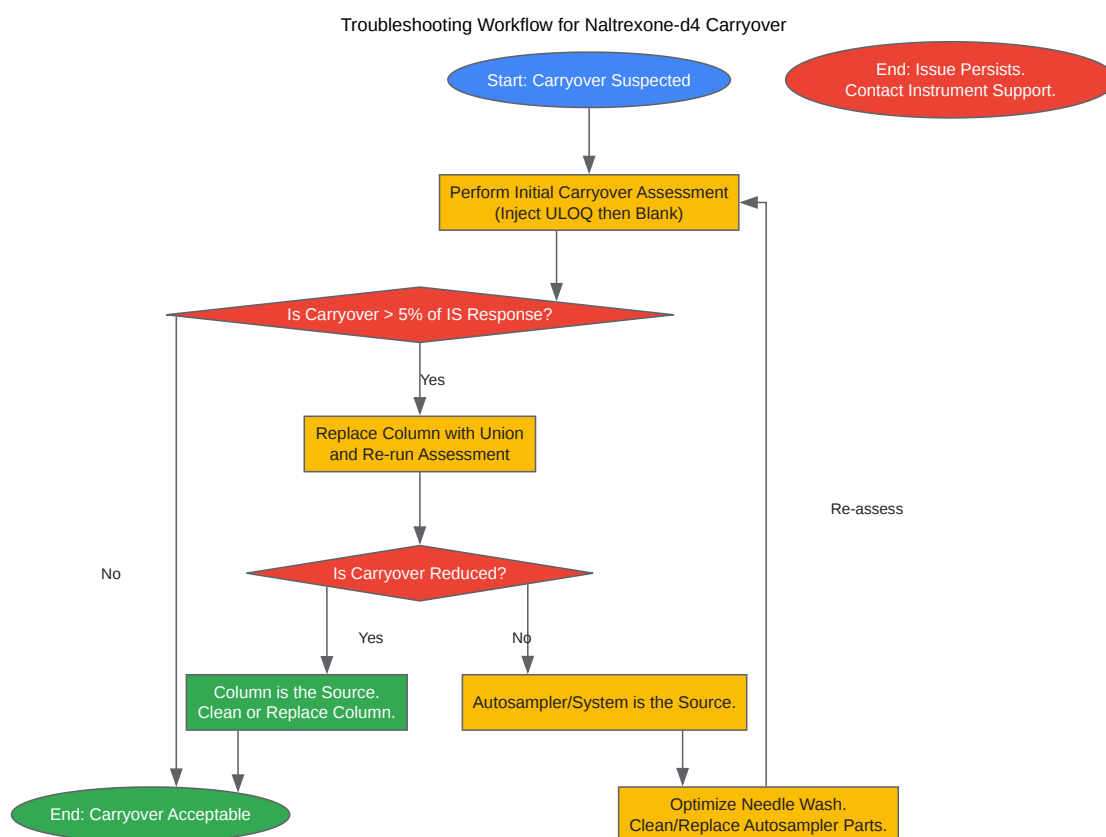 Troubleshooting Workflow for Naltrexone-d4 Carryover
Start: Carryover Suspected
End: Issue Persists.
Contact Instrument Support.
Perform Initial Carryover Assessment
(Inject ULOQ then Blank)
Is Carryover > 5% of IS Response?
Yes
Replace Column with Union
and Re-run Assessment
Re-assess
No
Is Carryover Reduced?
Yes
No
Column is the Source.
Clean or Replace Column.
Autosampler/System is the Source.
End: Carryover Acceptable
Optimize Needle Wash.
Clean/Replace Autosampler Parts.